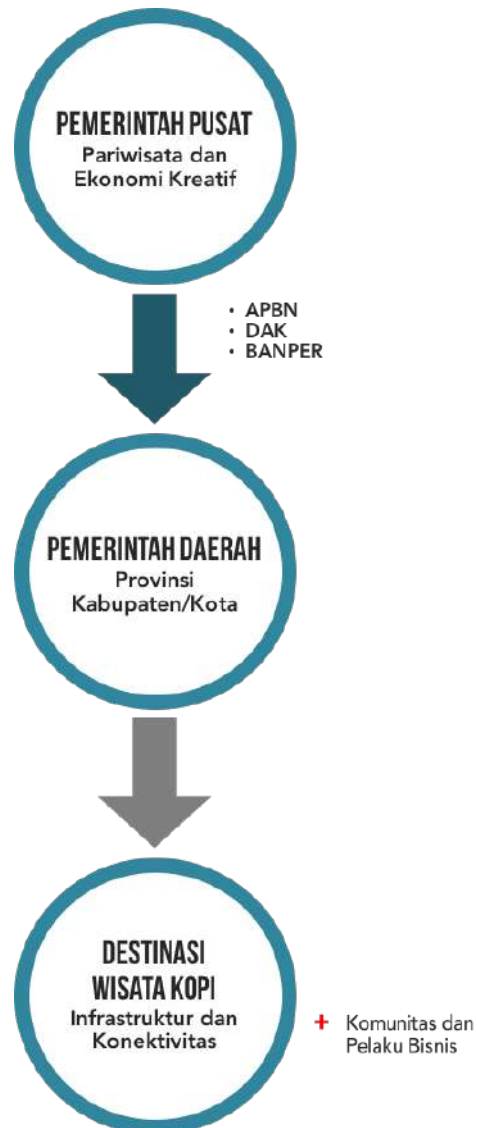 PEMERINTAH PUSAT
Pariwisata dan
Ekonomi Kreatif
• APBN
• DAK
• BANPER
PEMERINTAH DAERAH
Provinsi
Kabupaten/Kota
DESTINASI
WISATA KOPI
Infrastruktur dan
Konektivitas
+ Komunitas dan
Pelaku Bisnis